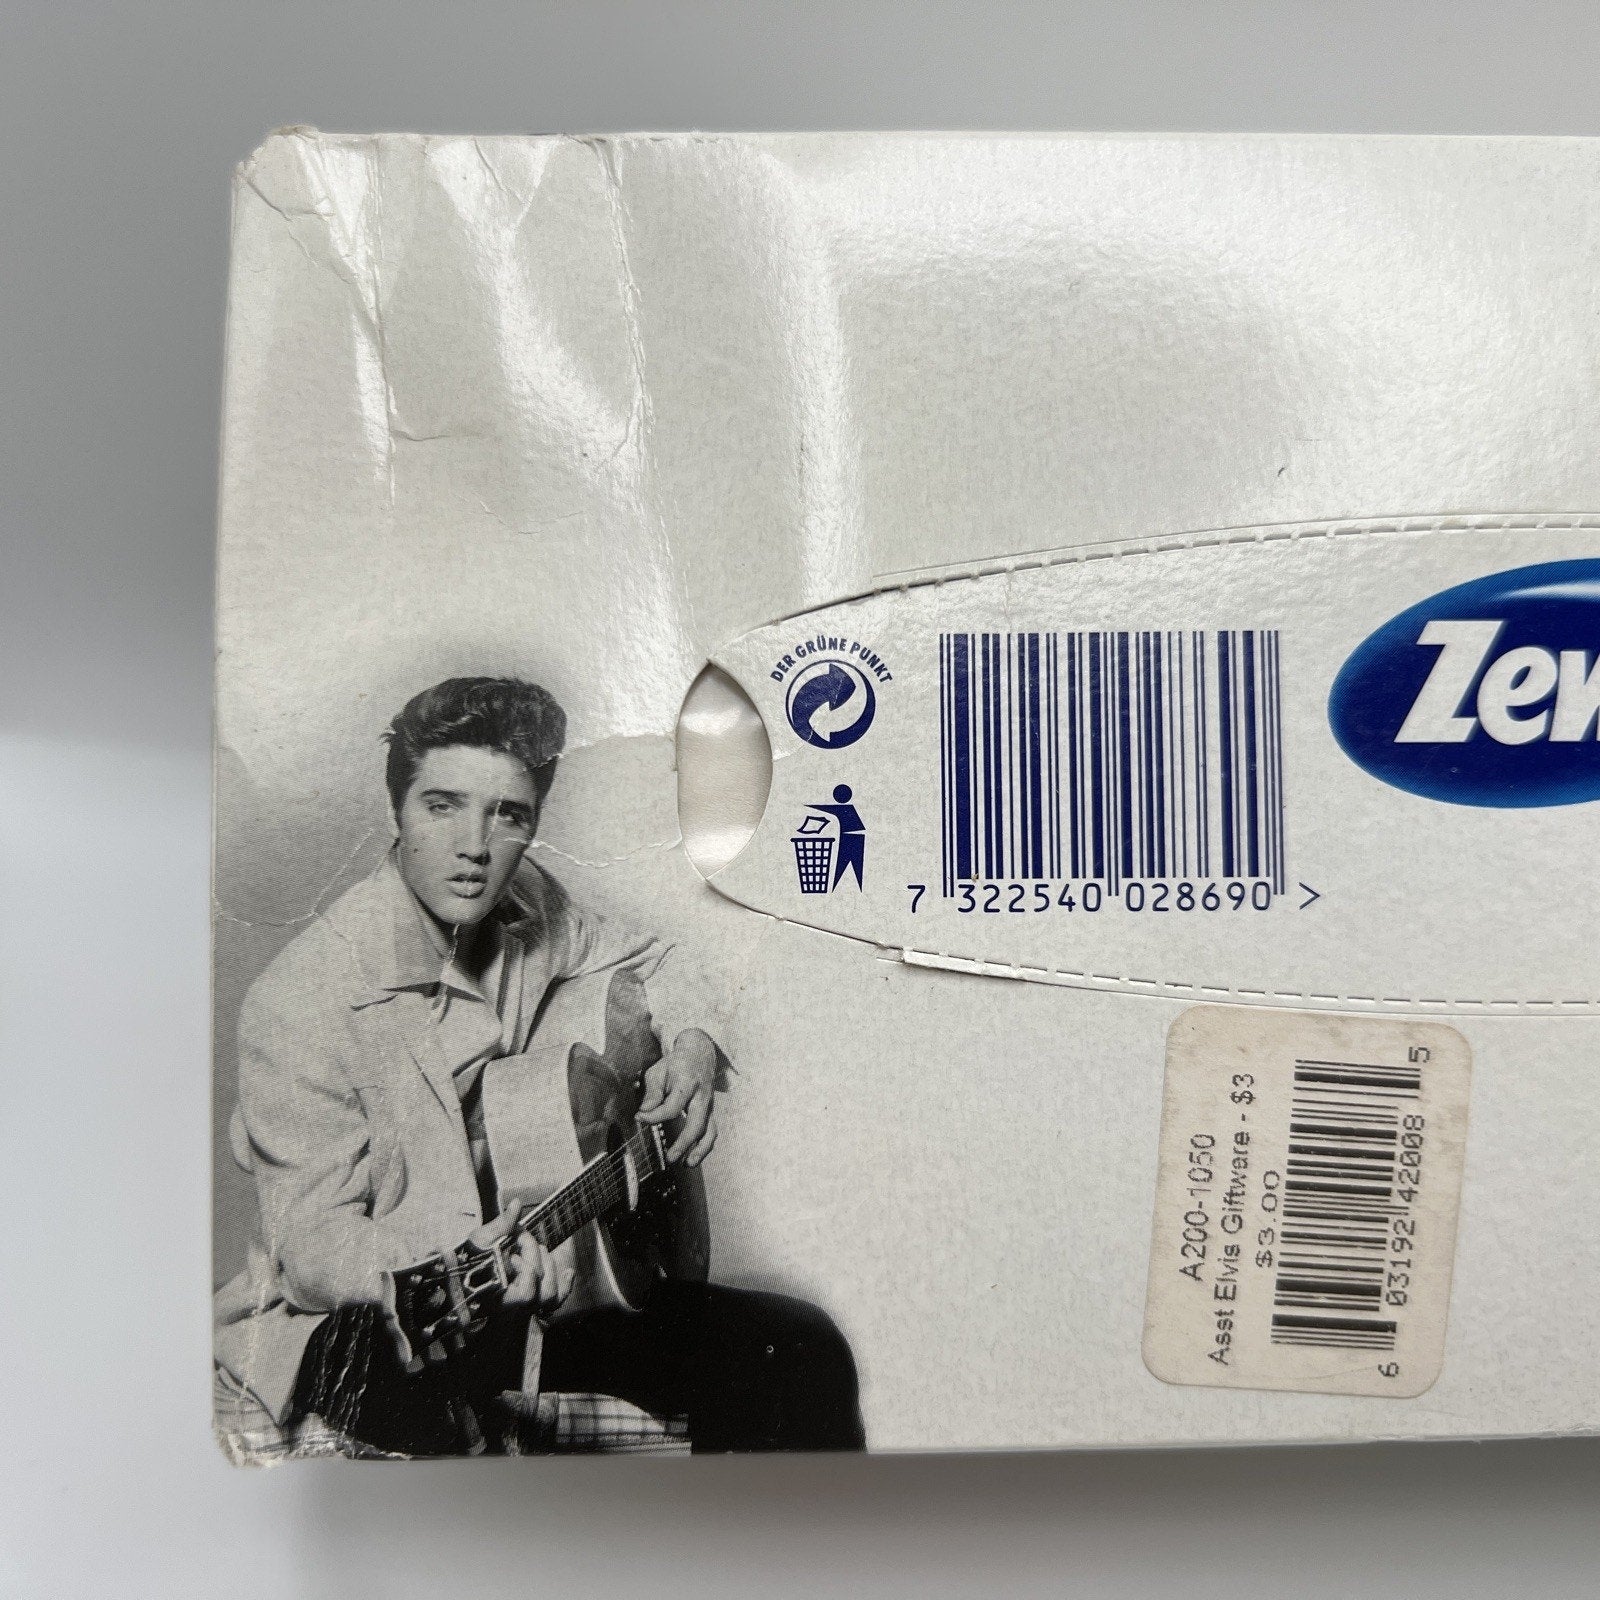 DER GRÜNE PUNKT
Zew
7 322540 028690 >
A200-1050
Asst Elvis Giftware - $3
$3.00
6 03192 42008 5